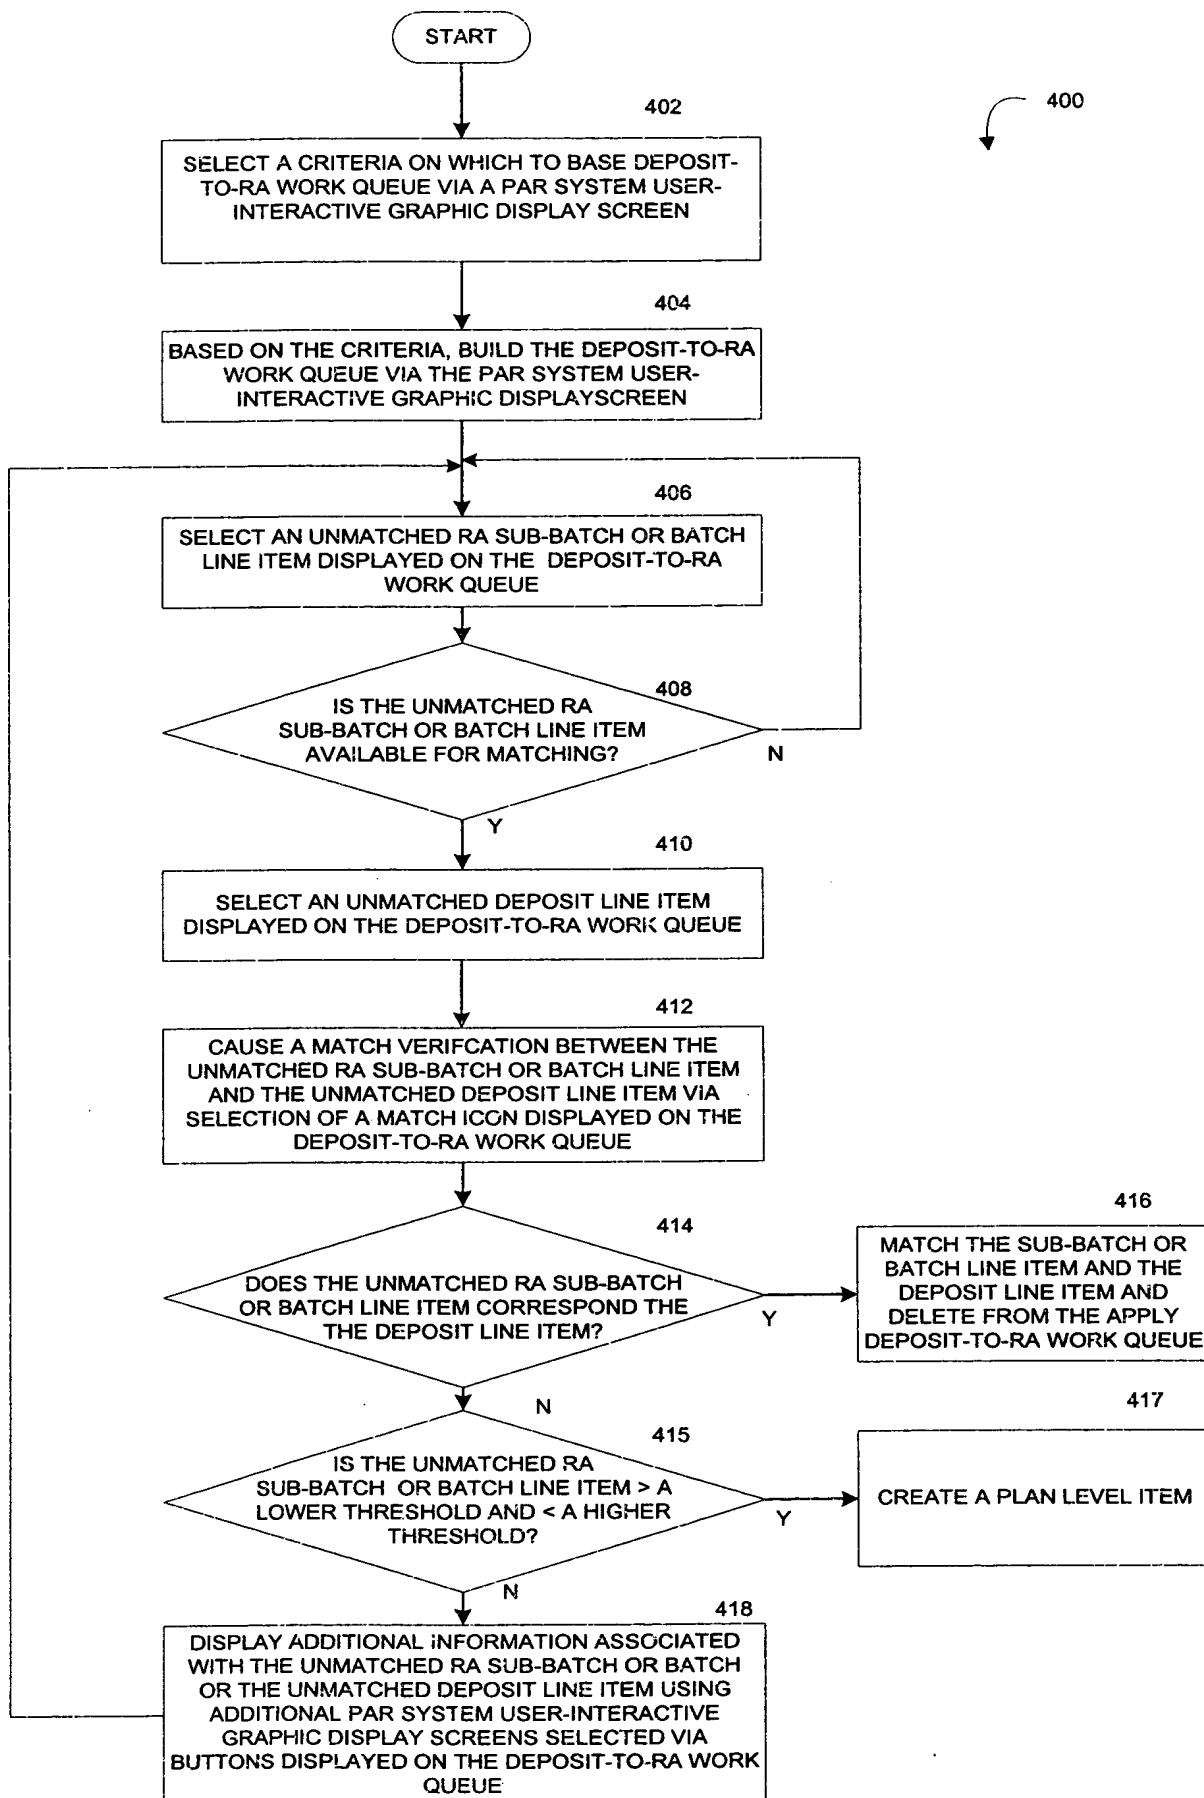 START
400
402
SELECT A CRITERIA ON WHICH TO BASE DEPOSIT-
TO-RA WORK QUEUE VIA A PAR SYSTEM USER-
INTERACTIVE GRAPHIC DISPLAY SCREEN
404
BASED ON THE CRITERIA, BUILD THE DEPOSIT-TO-RA
WORK QUEUE VIA THE PAR SYSTEM USER-
INTERACTIVE GRAPHIC DISPLAYSCREEN
406
SELECT AN UNMATCHED RA SUB-BATCH OR BATCH
LINE ITEM DISPLAYED ON THE DEPOSIT-TO-RA
WORK QUEUE
408
IS THE UNMATCHED RA
SUB-BATCH OR BATCH LINE ITEM
AVAILABLE FOR MATCHING?
N
Y
410
SELECT AN UNMATCHED DEPOSIT LINE ITEM
DISPLAYED ON THE DEPOSIT-TO-RA WORK QUEUE
412
CAUSE A MATCH VERIFCATION BETWEEN THE
UNMATCHED RA SUB-BATCH OR BATCH LINE ITEM
AND THE UNMATCHED DEPOSIT LINE ITEM VIA
SELECTION OF A MATCH ICON DISPLAYED ON THE
DEPOSIT-TO-RA WORK QUEUE
414
DOES THE UNMATCHED RA SUB-BATCH
OR BATCH LINE ITEM CORRESPOND THE
THE DEPOSIT LINE ITEM?
Y
N
416
MATCH THE SUB-BATCH OR
BATCH LINE ITEM AND THE
DEPOSIT LINE ITEM AND
DELETE FROM THE APPLY
DEPOSIT-TO-RA WORK QUEUE
415
IS THE UNMATCHED RA
SUB-BATCH OR BATCH LINE ITEM > A
LOWER THRESHOLD AND < A HIGHER
THRESHOLD?
Y
N
417
CREATE A PLAN LEVEL ITEM
418
DISPLAY ADDITIONAL INFORMATION ASSOCIATED
WITH THE UNMATCHED RA SUB-BATCH OR BATCH
OR THE UNMATCHED DEPOSIT LINE ITEM USING
ADDITIONAL PAR SYSTEM USER-INTERACTIVE
GRAPHIC DISPLAY SCREENS SELECTED VIA
BUTTONS DISPLAYED ON THE DEPOSIT-TO-RA WORK
QUEUE